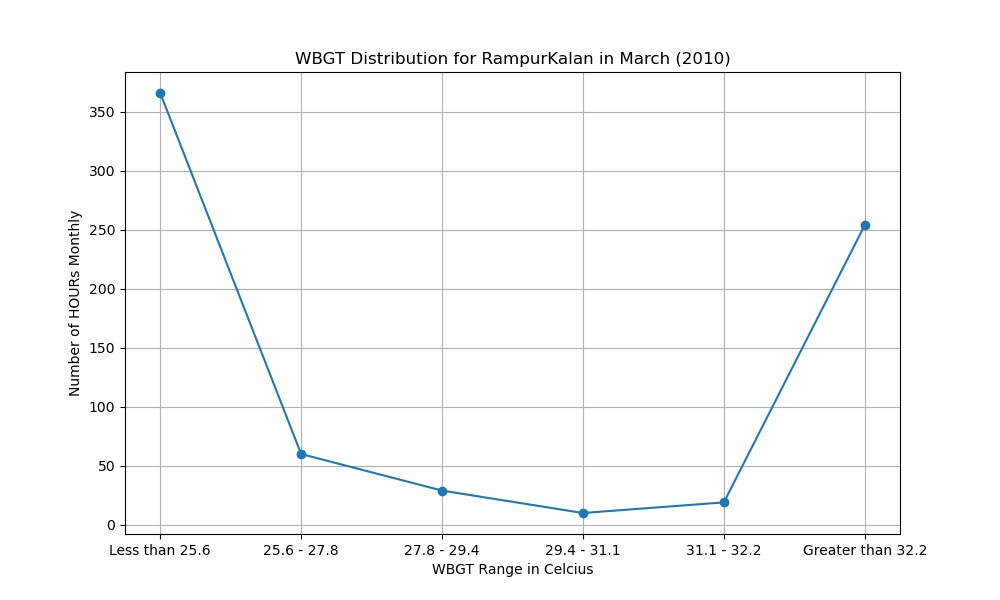 WBGT Distribution for RampurKalan in March (2010)
Number of HOURs Monthly
350
300
250
200
150
100
50
0
Less than 25.6
25.6 - 27.8
27.8 - 29.4
29.4 - 31.1
31.1 - 32.2
Greater than 32.2
WBGT Range in Celcius